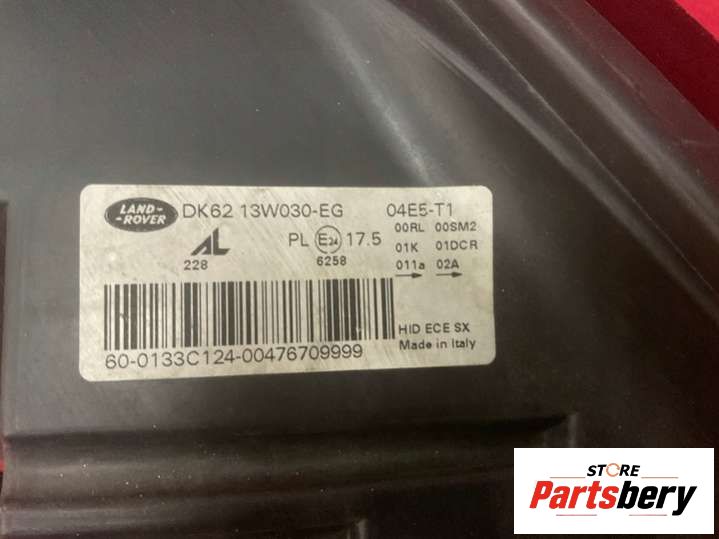 LAND-
-ROVER
DK62 13W030-EG 04E5-T1
AL
228
PL E24 17.5
6258
00RL 00SM2
01K 01DCR
011a 02A
HID ECE SX
Made in Italy
60-0133C124-00476709999
STORE
Partsbery